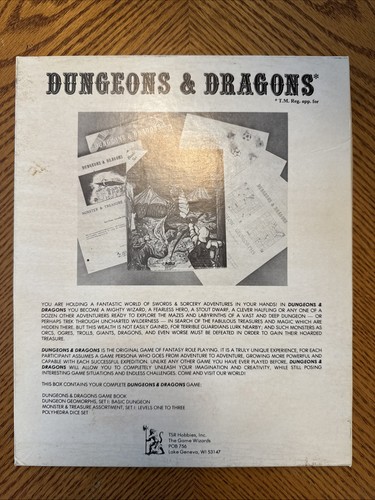 DUNGEONS & DRAGONS*
* T.M. Reg. app. for
DUNGEONS & DRAGONS
MONSTER & TREASURE
YOU ARE HOLDING A FANTASTIC WORLD OF SWORDS & SORCERY ADVENTURES IN YOUR HANDS! IN DUNGEONS &
DRAGONS YOU BECOME A MIGHTY WIZARD, A FEARLESS HERO, A STOUT DWARF, A CLEVER HALFLING OR ANY ONE OF A
DOZEN OTHER ADVENTURERS READY TO EXPLORE THE MAZES AND LABYRINTHS OF A VAST AND DEEP DUNGEON — OR
PERHAPS TREK THROUGH UNCHARTED WILDERNESS — IN SEARCH OF THE FABULOUS TREASURES AND MAGIC WHICH ARE
HIDDEN THERE, BUT THIS WEALTH IS NOT EASILY GAINED, FOR TERRIBLE GUARDIANS LURK NEARBY; AND SUCH MONSTERS AS
ORCS, OGRES, TROLLS, GIANTS, DRAGONS, AND EVEN WORSE MUST BE DEFEATED IN ORDER TO GAIN THEIR HOARDED
TREASURE.
DUNGEONS & DRAGONS IS THE ORIGINAL GAME OF FANTASY ROLE PLAYING. IT IS A TRULY UNIQUE EXPERIENCE, FOR EACH
PARTICIPANT ASSUMES A GAME PERSONA WHO GOES FROM ADVENTURE TO ADVENTURE, GROWING MORE POWERFUL AND
CAPABLE WITH EACH SUCCESSFUL EXPEDITION. UNLIKE ANY OTHER GAME YOU HAVE EVER PLAYED BEFORE, DUNGEONS &
DRAGONS WILL ALLOW YOU TO COMPLETELY UNLEASH YOUR IMAGINATION AND CREATIVITY, WHILE STILL POSING
INTERESTING GAME SITUATIONS AND ENDLESS CHALLENGES. COME AND VISIT OUR WORLD!
THIS BOX CONTAINS YOUR COMPLETE DUNGEONS & DRAGONS GAME:
DUNGEONS & DRAGONS GAME BOOK
DUNGEON GEOMORPHS, SET I: BASIC DUNGEON
MONSTER & TREASURE ASSORTMENT, SET I: LEVELS ONE TO THREE
POLYHEDRA DICE SET
TSR Hobbies, Inc.
The Game Wizards
POB 756
Lake Geneva, WI 53147